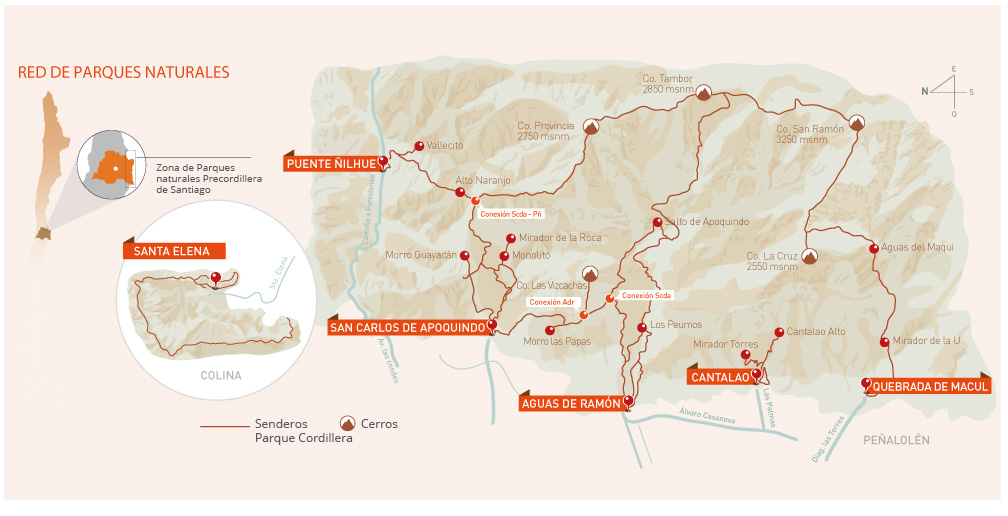 RED DE PARQUES NATURALES
Zona de Parques
naturales Precordillera
de Santiago
SANTA ELENA
Sta. Elena
COLINA
Senderos
Parque Cordillera
Cerros
E
N
S
O
Co. Tambor
2850 msnm
Co. Provincia
2750 msnm
Co. San Ramón
3250 msnm
Vallecito
PUENTE ÑILHUE
Camino a Farellones
Alto Naranjo
Conexión Scda - Pñ
Salto de Apoquindo
Mirador de la Roca
Morro Guayacán
Monolito
Aguas del Maqui
Co. La Cruz
2550 msnm
Co. Las Vizcachas
Conexión Scda
Conexión Adr
SAN CARLOS DE APOQUINDO
Los Peumos
Cantalao Alto
Morro las Papas
Mirador Torres
Mirador de la U
Av. las condes
CANTALAO
QUEBRADA DE MACUL
AGUAS DE RAMÓN
Álvaro Casanova
Las Palmas
Diag. las Torres
PEÑALOLÉN